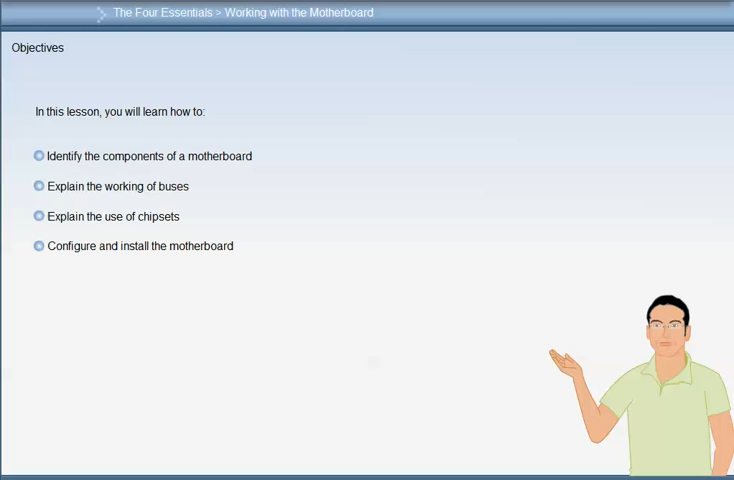 The Four Essentials > Working with the Motherboard
Objectives
In this lesson, you will learn how to:
Identify the components of a motherboard
Explain the working of buses
Explain the use of chipsets
Configure and install the motherboard